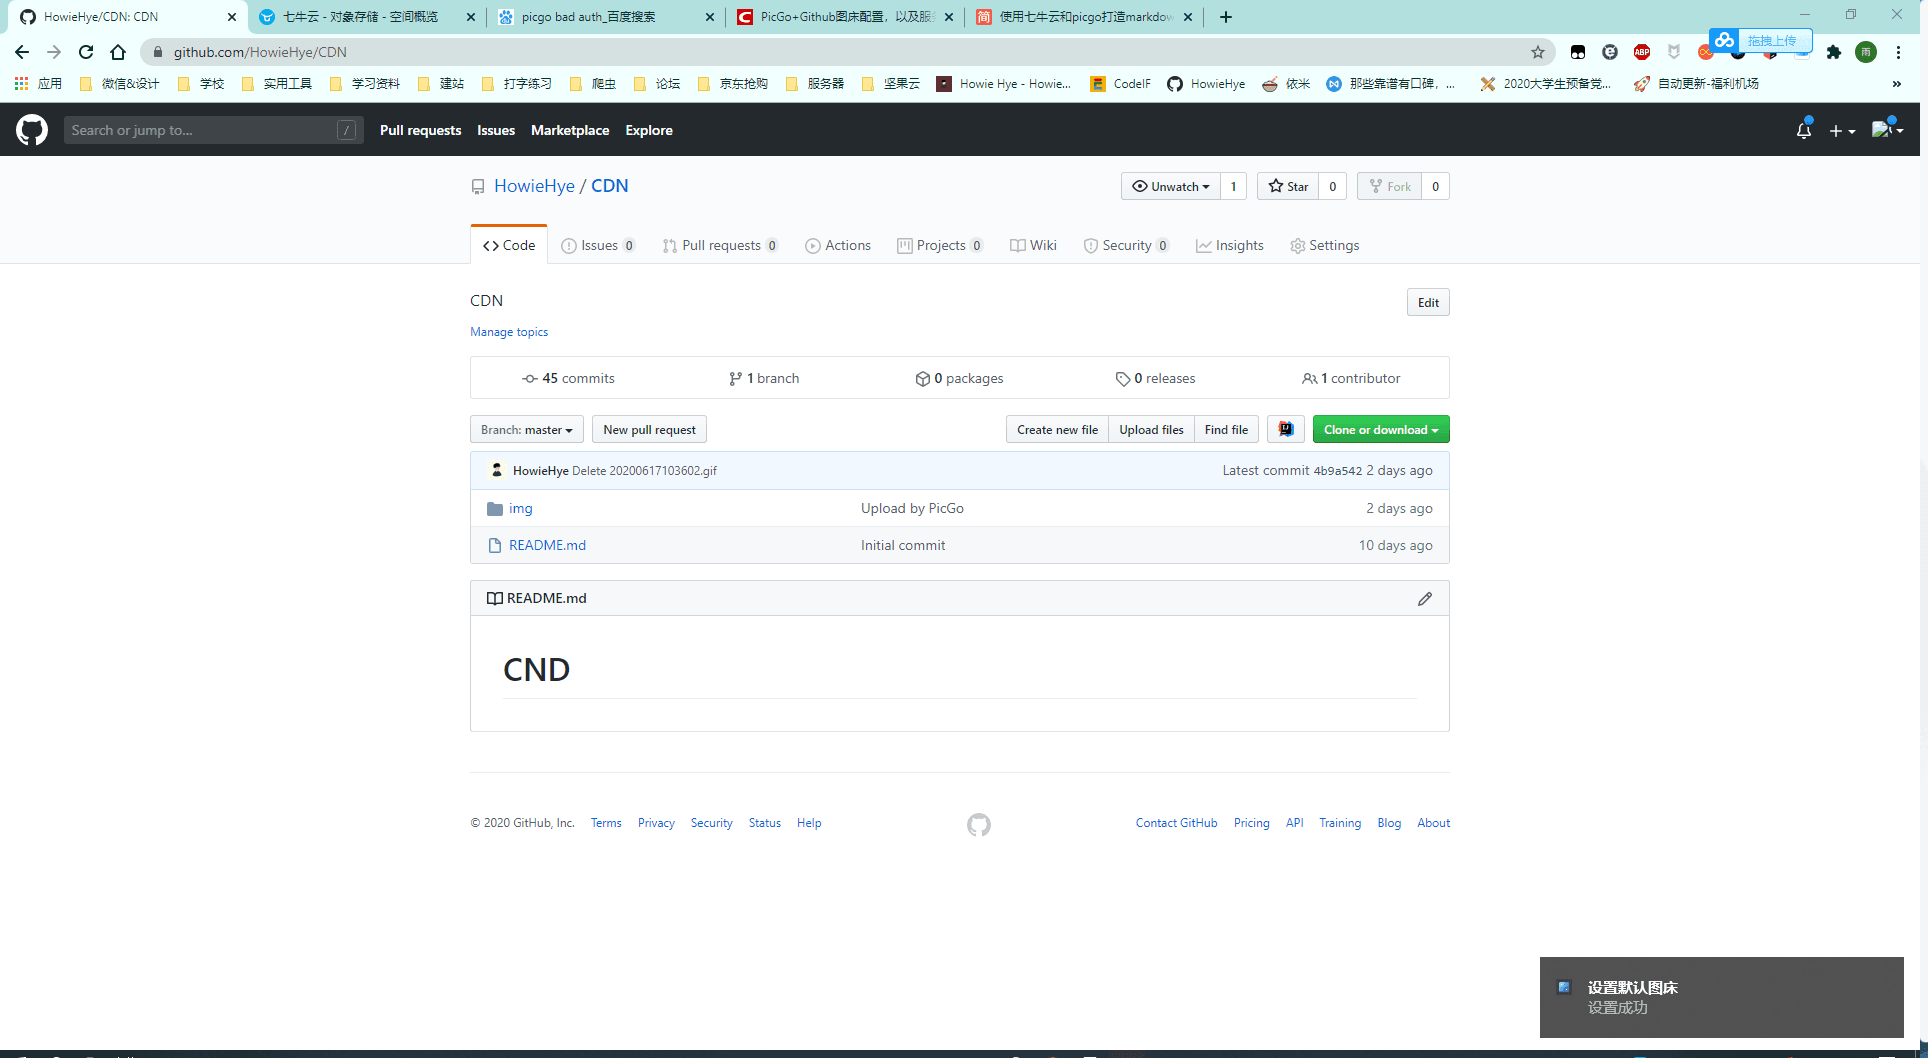 HowieHye/CDN: CDN
七牛云 - 对象存储 - 空间概览
picgo bad auth_百度搜索
PicGo+Github图床配置，以及服
使用七牛云和picgo打造markdow
github.com/HowieHye/CDN
ABP
拖拽上传
雨
应用
微信&设计
学校
实用工具
学习资料
建站
打字练习
爬虫
论坛
京东抢购
服务器
坚果云
Howie Hye - Howie...
CodeIF
HowieHye
依米
那些靠谱有口碑，...
2020大学生预备党...
自动更新-福利机场
»
Search or jump to...
/
Pull requests
Issues
Marketplace
Explore
HowieHye / CDN
Unwatch
1
Star
0
Fork
0
Code
Issues 0
Pull requests 0
Actions
Projects 0
Wiki
Security 0
Insights
Settings
CDN
Edit
Manage topics
45 commits
1 branch
0 packages
0 releases
1 contributor
Branch: master
New pull request
Create new file
Upload files
Find file
Clone or download
HowieHye Delete 20200617103602.gif
Latest commit 4b9a542 2 days ago
img
Upload by PicGo
2 days ago
README.md
Initial commit
10 days ago
README.md
CND
© 2020 GitHub, Inc.
Terms
Privacy
Security
Status
Help
Contact GitHub
Pricing
API
Training
Blog
About
设置默认图床
设置成功